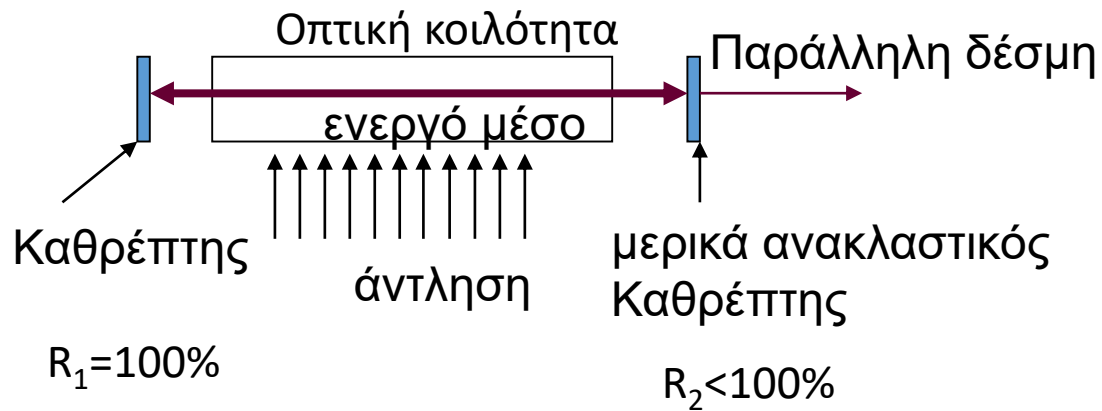 Οπτική κοιλότητα
Παράλληλη δέσμη
ενεργό μέσο
Καθρέπτης
άντληση
μερικά ανακλαστικός
Καθρέπτης
R₁=100%
R₂<100%